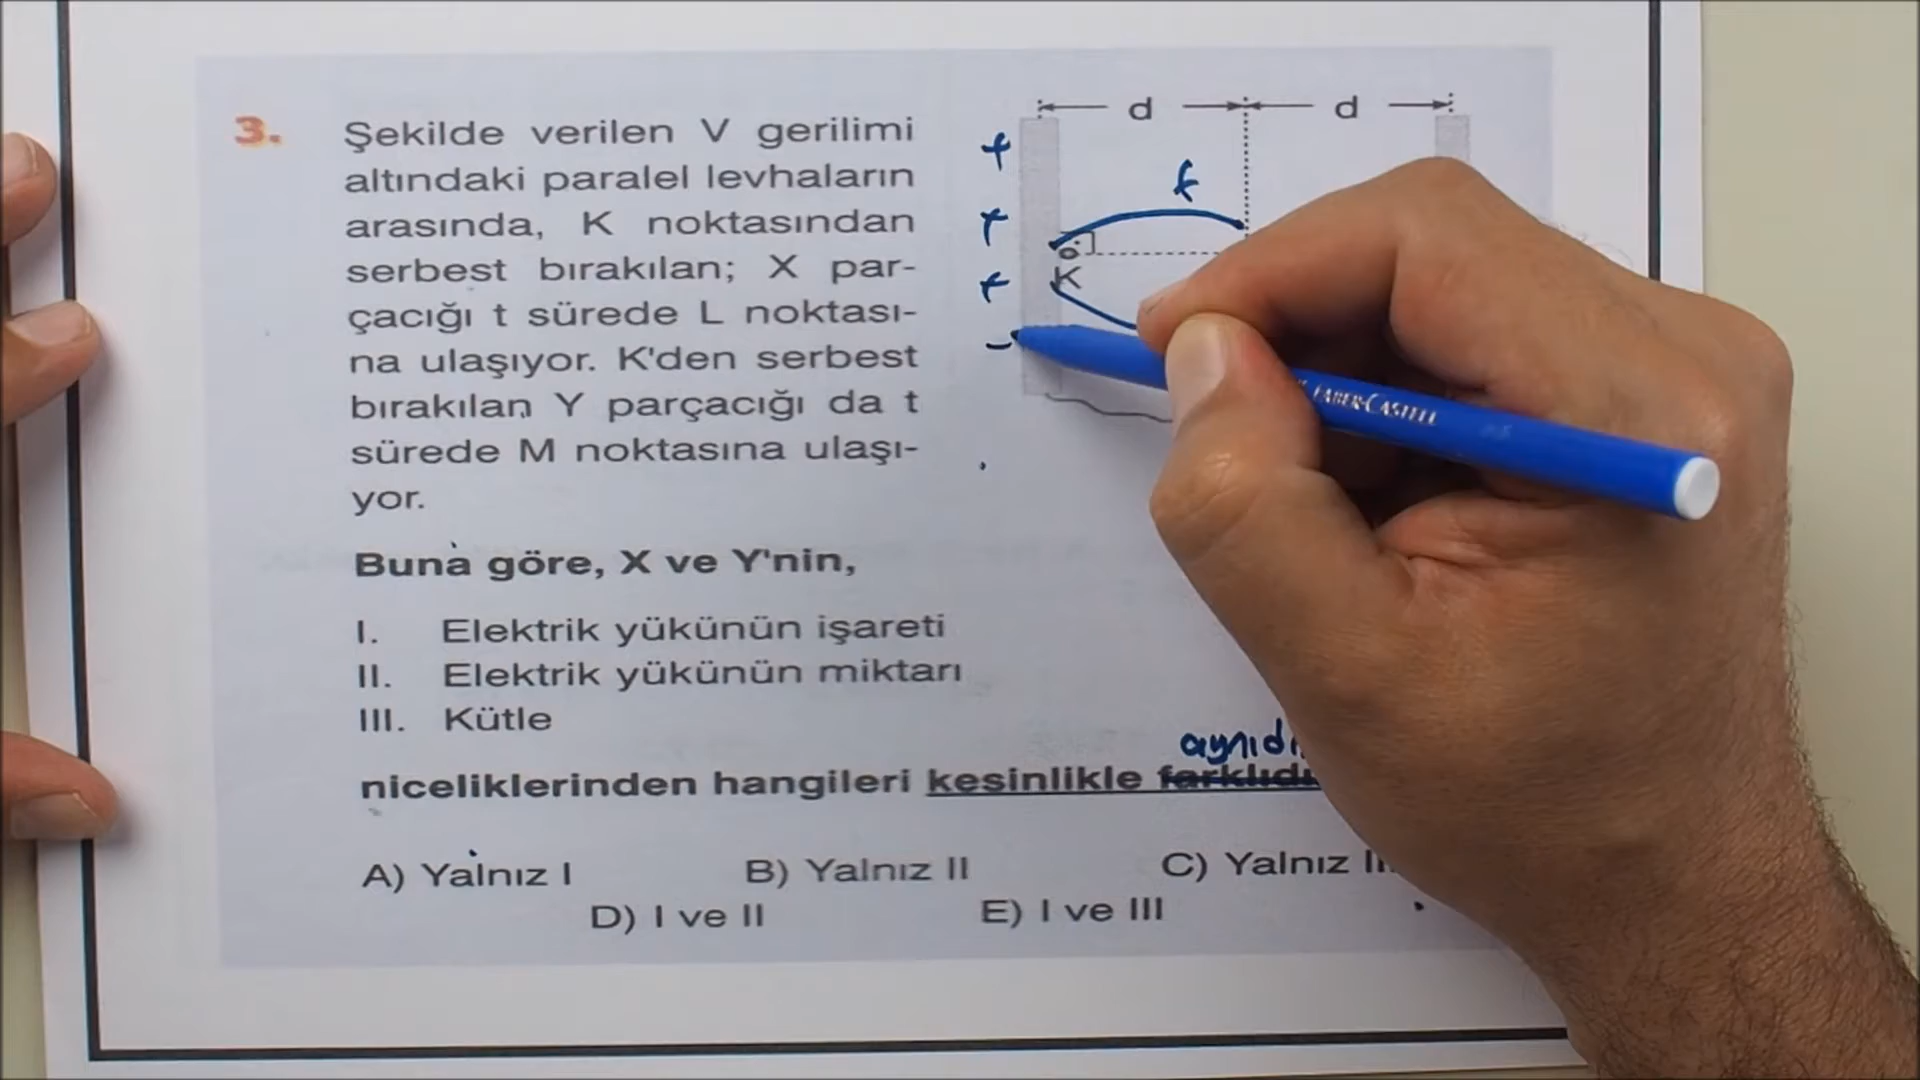 3. Şekilde verilen V gerilimi
altındaki paralel levhaların
arasında, K noktasından
serbest bırakılan; X par-
çacığı t sürede L noktası-
na ulaşıyor. K'den serbest
bırakılan Y parçacığı da t
sürede M noktasına ulaşı-
yor.
d d
+
+
+
-
t
K
Buna göre, X ve Y'nin,
I. Elektrik yükünün işareti
II. Elektrik yükünün miktarı
III. Kütle
niceliklerinden hangileri kesinlikle
A) Yalnız I B) Yalnız II C) Yalnız
D) I ve II E) I ve III
FABER-CASTELL